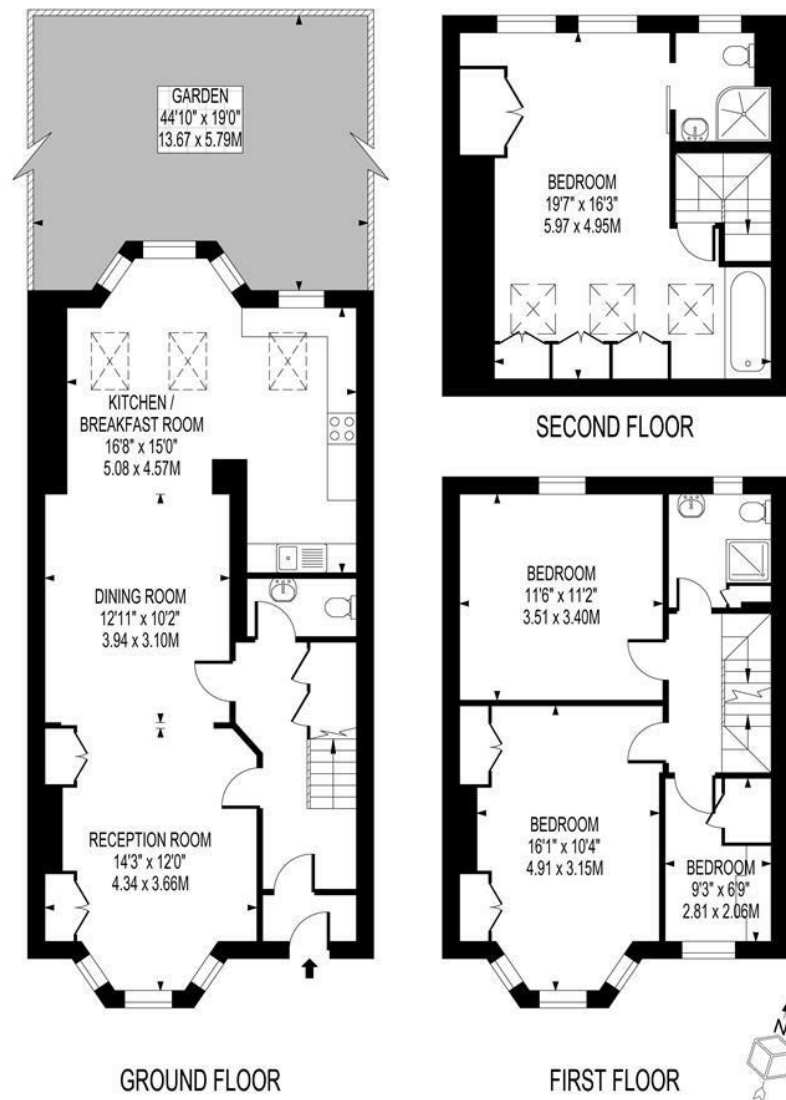 GARDEN
44'10" x 19'0"
13.67 x 5.79M
KITCHEN /
BREAKFAST ROOM
16'8" x 15'0"
5.08 x 4.57M
DINING ROOM
12'11" x 10'2"
3.94 x 3.10M
RECEPTION ROOM
14'3" x 12'0"
4.34 x 3.66M
GROUND FLOOR
BEDROOM
19'7" x 16'3"
5.97 x 4.95M
SECOND FLOOR
BEDROOM
11'6" x 11'2"
3.51 x 3.40M
BEDROOM
16'1" x 10'4"
4.91 x 3.15M
BEDROOM
9'3" x 6'9"
2.81 x 2.06M
FIRST FLOOR
N